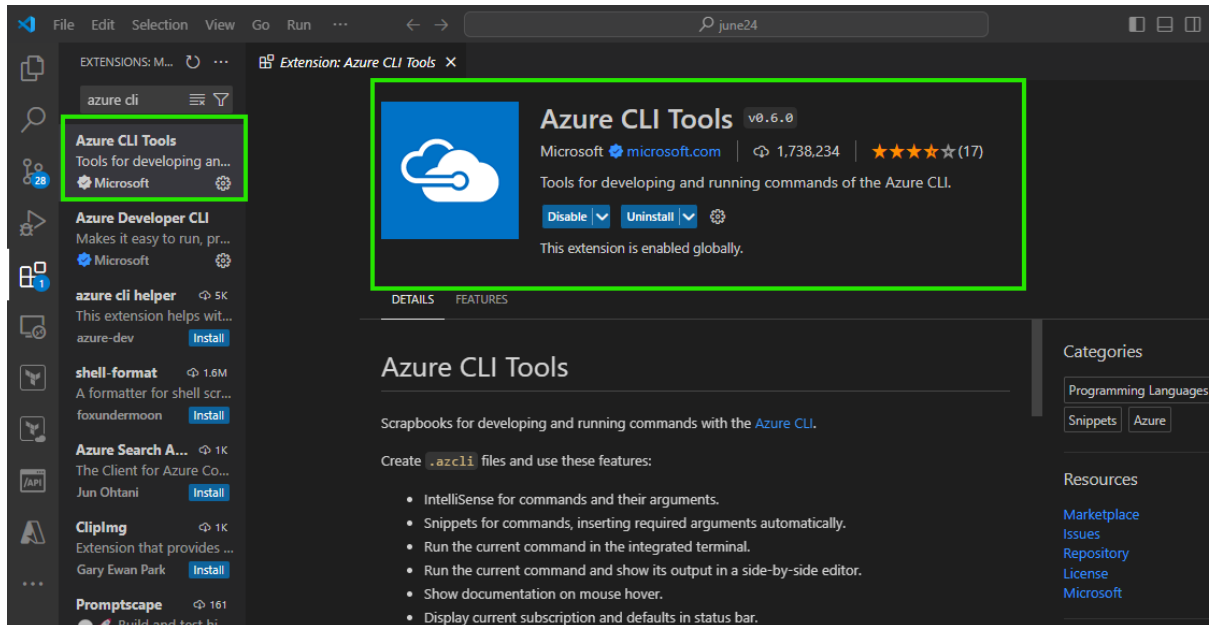 File Edit Selection View Go Run ··· ← → june24
EXTENSIONS: M... ···
azure cli
Azure CLI Tools
Tools for developing an...
Microsoft
28
Azure Developer CLI
Makes it easy to run, pr...
Microsoft
1
azure cli helper 5K
This extension helps wit...
azure-dev Install
shell-format 1.6M
A formatter for shell scr...
foxundermoon Install
Azure Search A... 1K
The Client for Azure Co...
Jun Ohtani Install
/API
ClipImg 1K
Extension that provides ...
Gary Ewan Park Install
Promptscape 161
Build and test
Extension: Azure CLI Tools ×
Azure CLI Tools v0.6.0
Microsoft microsoft.com | 1,738,234 | (17)
Tools for developing and running commands of the Azure CLI.
Disable Uninstall
This extension is enabled globally.
DETAILS FEATURES
Azure CLI Tools
Scrapbooks for developing and running commands with the Azure CLI.
Create .azcli files and use these features:
• IntelliSense for commands and their arguments.
• Snippets for commands, inserting required arguments automatically.
• Run the current command in the integrated terminal.
• Run the current command and show its output in a side-by-side editor.
• Show documentation on mouse hover.
• Display current subscription and defaults in status bar.
Categories
Programming Languages
Snippets Azure
Resources
Marketplace
Issues
Repository
License
Microsoft